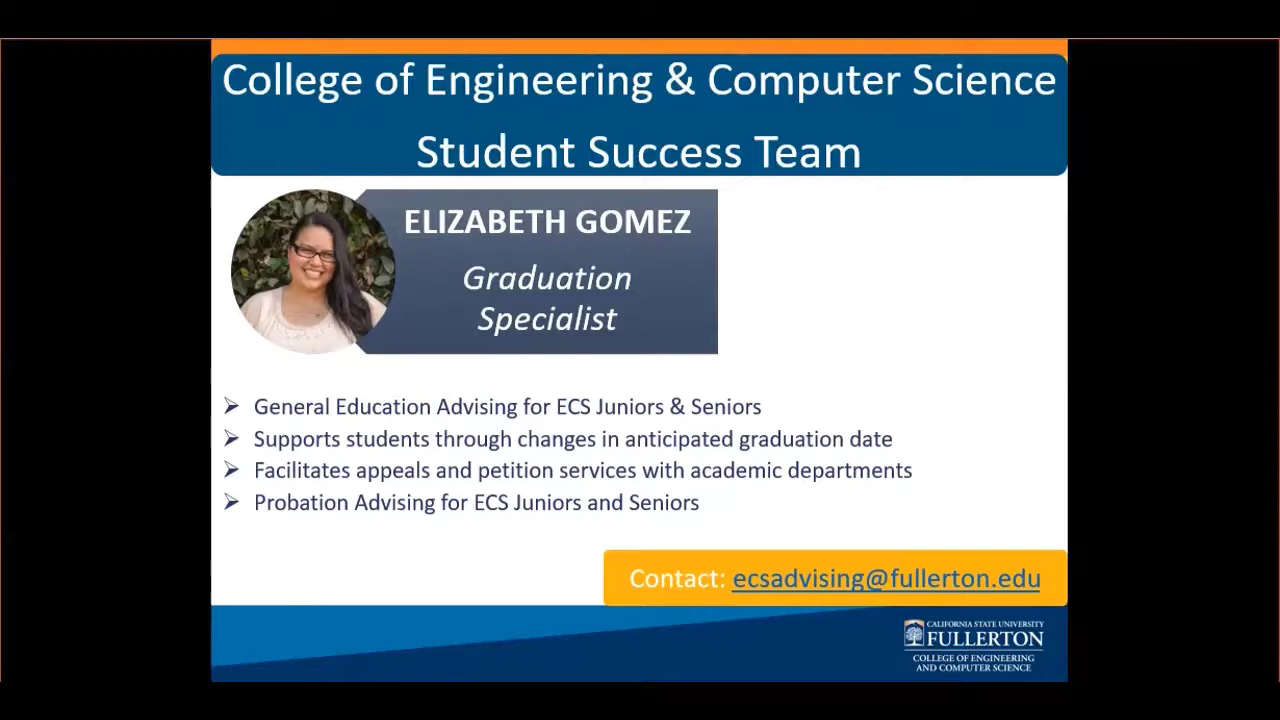 College of Engineering & Computer Science
Student Success Team
ELIZABETH GOMEZ
Graduation
Specialist
General Education Advising for ECS Juniors & Seniors
Supports students through changes in anticipated graduation date
Facilitates appeals and petition services with academic departments
Probation Advising for ECS Juniors and Seniors
Contact: ecsadvising@fullerton.edu
CALIFORNIA STATE UNIVERSITY
FULLERTON
COLLEGE OF ENGINEERING
AND COMPUTER SCIENCE